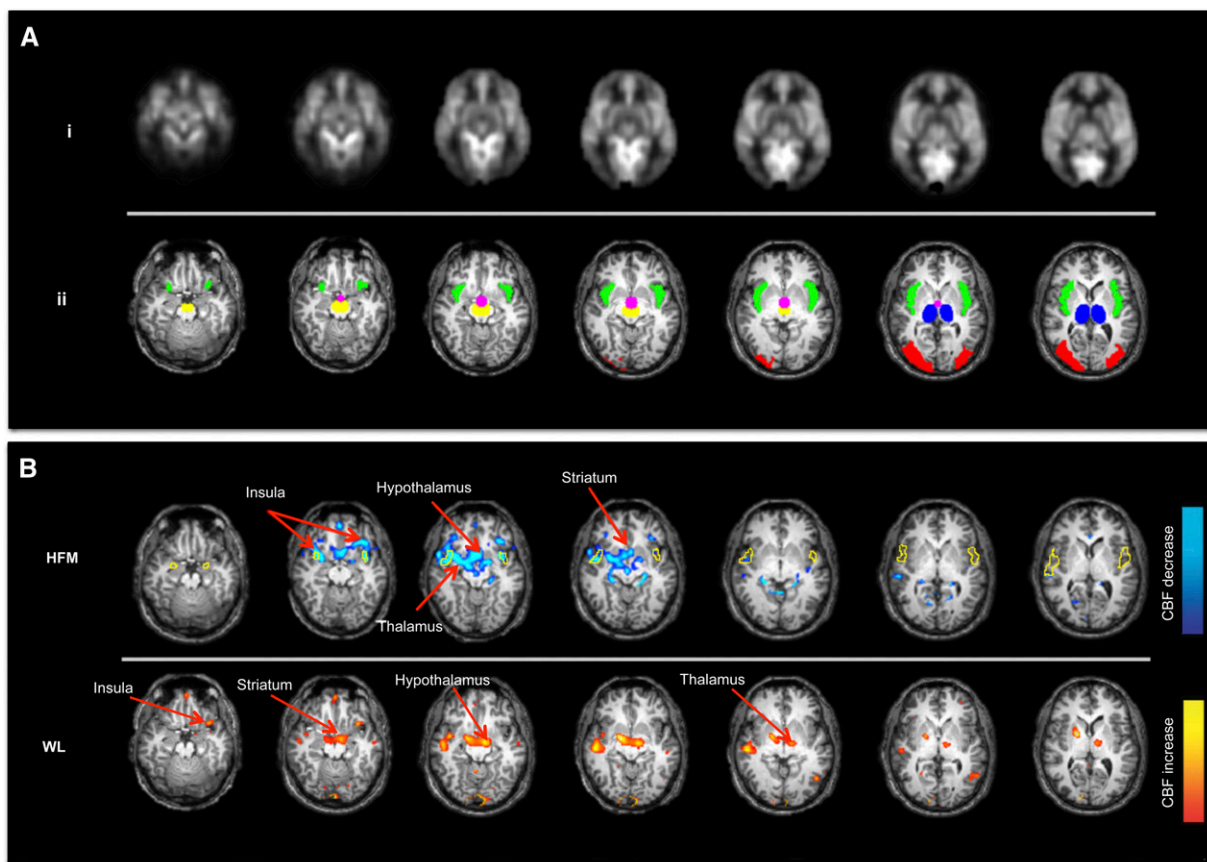 A
i
ii
B
Insula
Hypothalamus
Striatum
HFM
Thalamus
CBF decrease
Insula
Striatum
Hypothalamus
Thalamus
WL
CBF increase